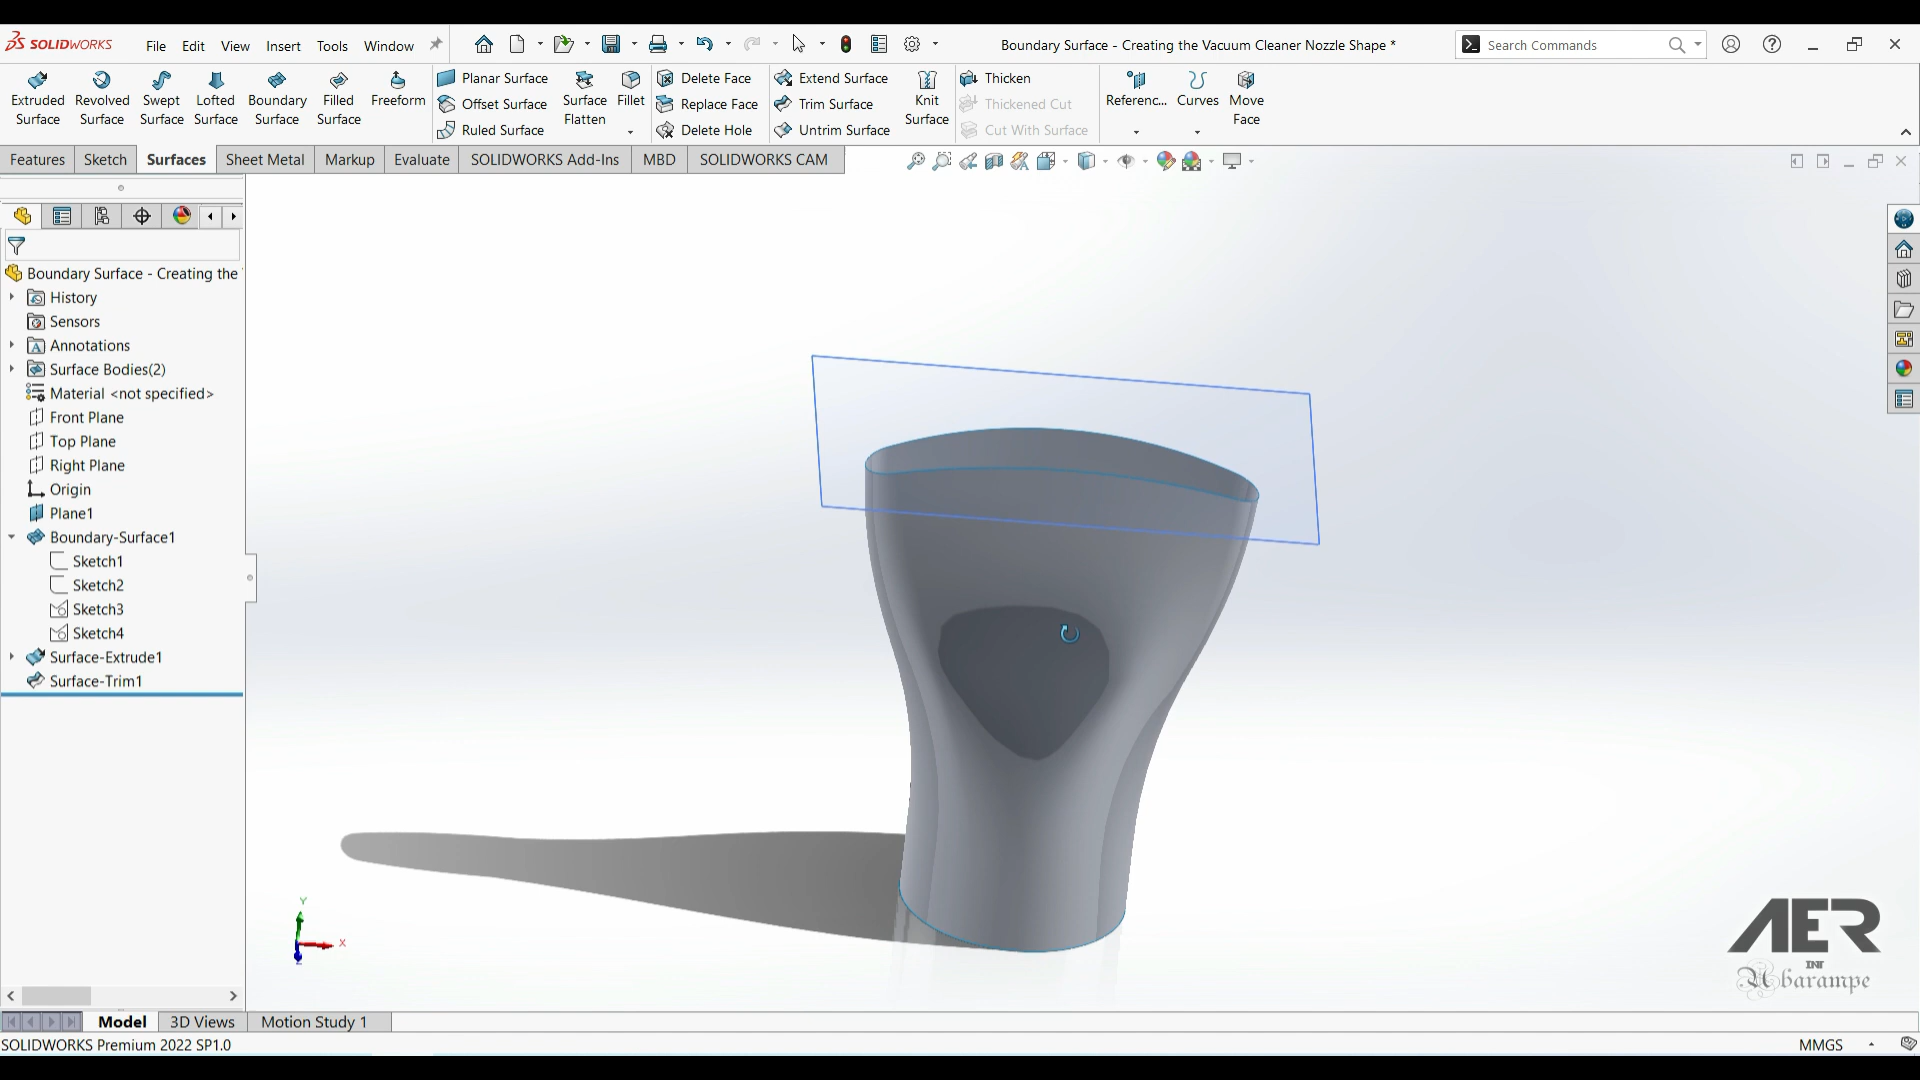 SOLIDWORKS File Edit View Insert Tools Window Boundary Surface - Creating the Vacuum Cleaner Nozzle Shape * Search Commands
Extruded Surface
Revolved Surface
Swept Surface
Lofted Surface
Boundary Surface
Filled Surface
Freeform
Planar Surface
Offset Surface
Ruled Surface
Surface Flatten
Fillet
Delete Face
Replace Face
Delete Hole
Extend Surface
Trim Surface
Untrim Surface
Knit Surface
Thicken
Thickened Cut
Cut With Surface
Referenc...
Curves
Move Face
Features Sketch Surfaces Sheet Metal Markup Evaluate SOLIDWORKS Add-Ins MBD SOLIDWORKS CAM
Boundary Surface - Creating the
History
Sensors
Annotations
Surface Bodies(2)
Material <not specified>
Front Plane
Top Plane
Right Plane
Origin
Plane1
Boundary-Surface1
Sketch1
Sketch2
Sketch3
Sketch4
Surface-Extrude1
Surface-Trim1
Y
X
Z
AER
INT
Abarampe
Model 3D Views Motion Study 1
SOLIDWORKS Premium 2022 SP1.0 MMGS